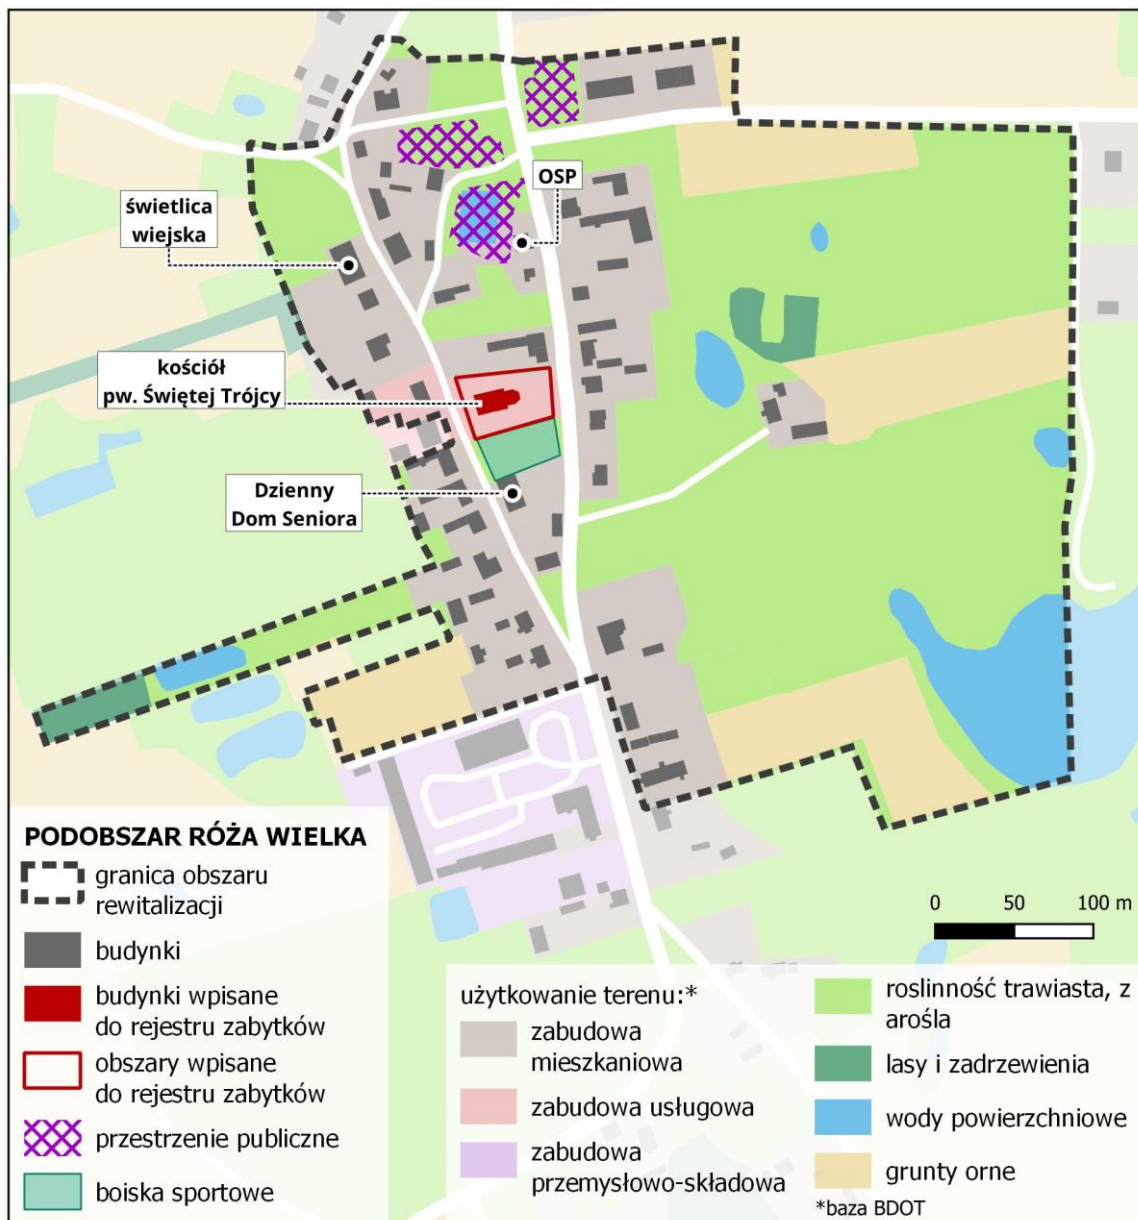 OSP
świetlica
wiejska
kościół
pw. Świętej Trójcy
Dzienny
Dom Seniora
PODOBSZAR RÓŻA WIELKA
granica obszaru
rewitalizacji
budynki
budynki wpisane
do rejestru zabytków
obszary wpisane
do rejestru zabytków
przestrzenie publiczne
boiska sportowe
0 50 100 m
użytkowanie terenu:*
zabudowa
mieszkaniowa
zabudowa usługowa
zabudowa
przemysłowo-składowa
roslinność trawiasta, z
arośla
lasy i zadrzewienia
wody powierzchniowe
grunty orne
*baza BDOT